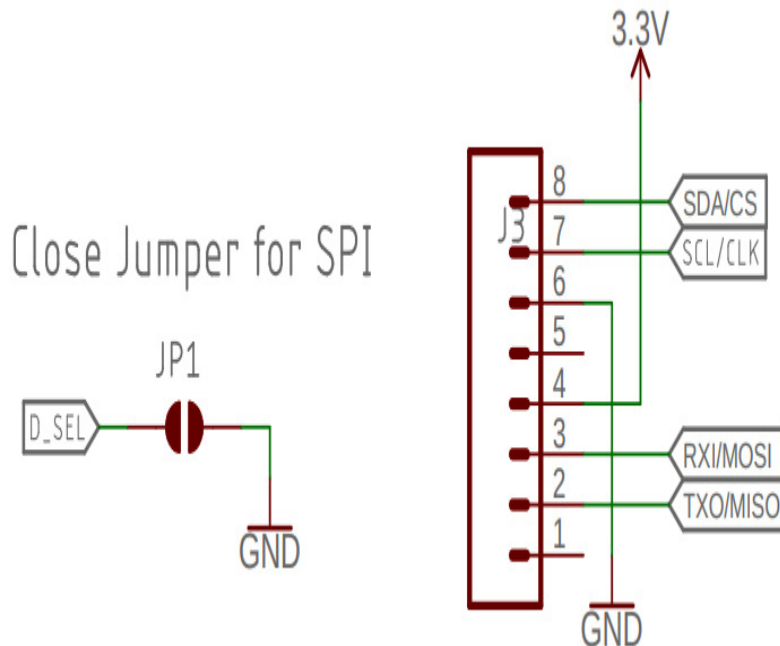 3.3V
8
SDA/CS
J3
7
SCL/CLK
Close Jumper for SPI
6
5
JP1
4
D_SEL
3
RXI/MOSI
2
TXO/MISO
1
GND
GND